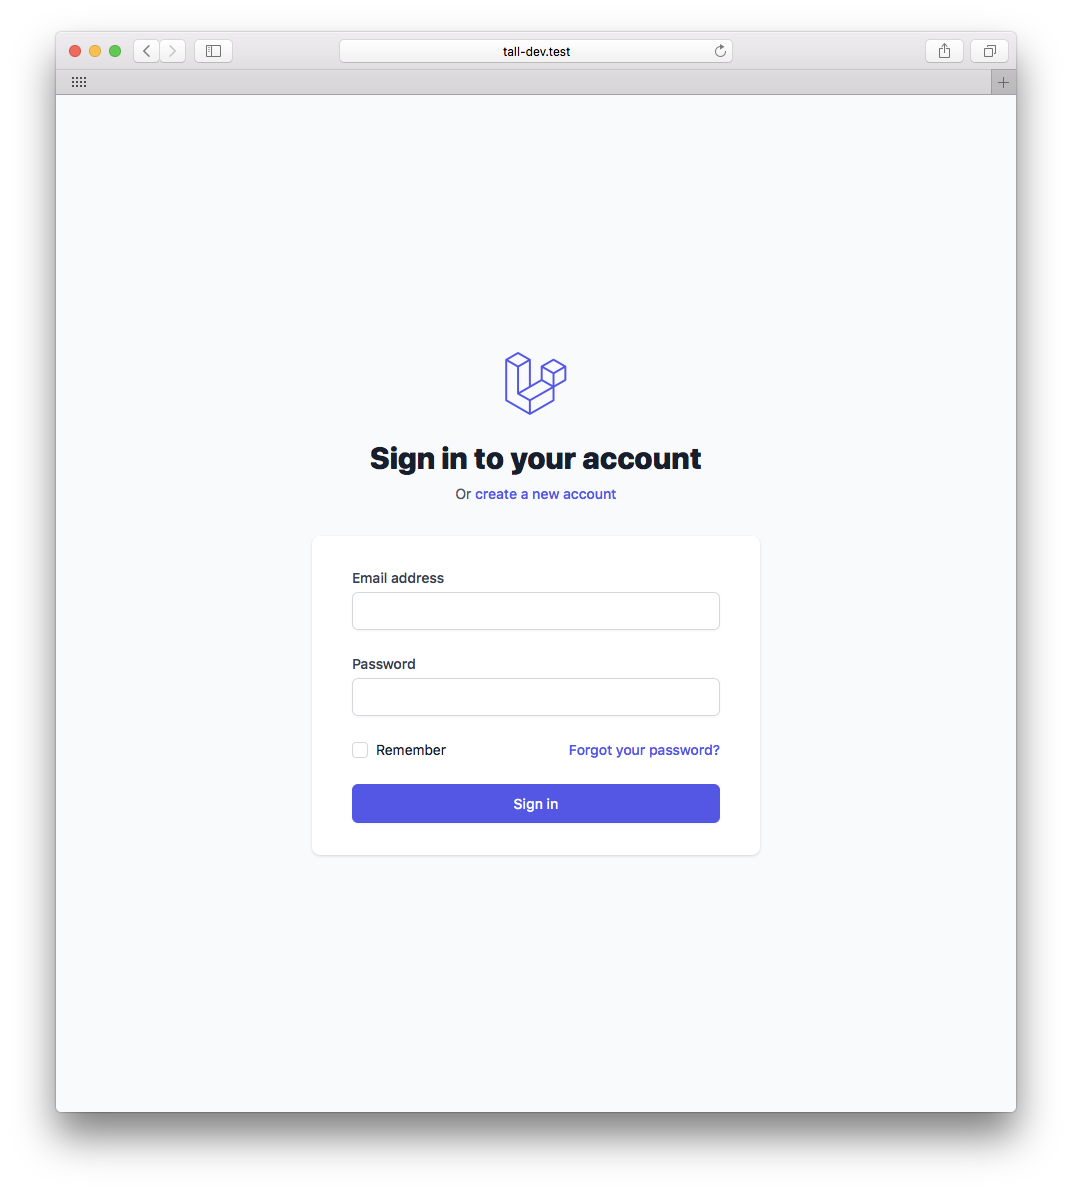 tall-dev.test
Sign in to your account
Or create a new account
Email address
Password
Remember
Forgot your password?
Sign in